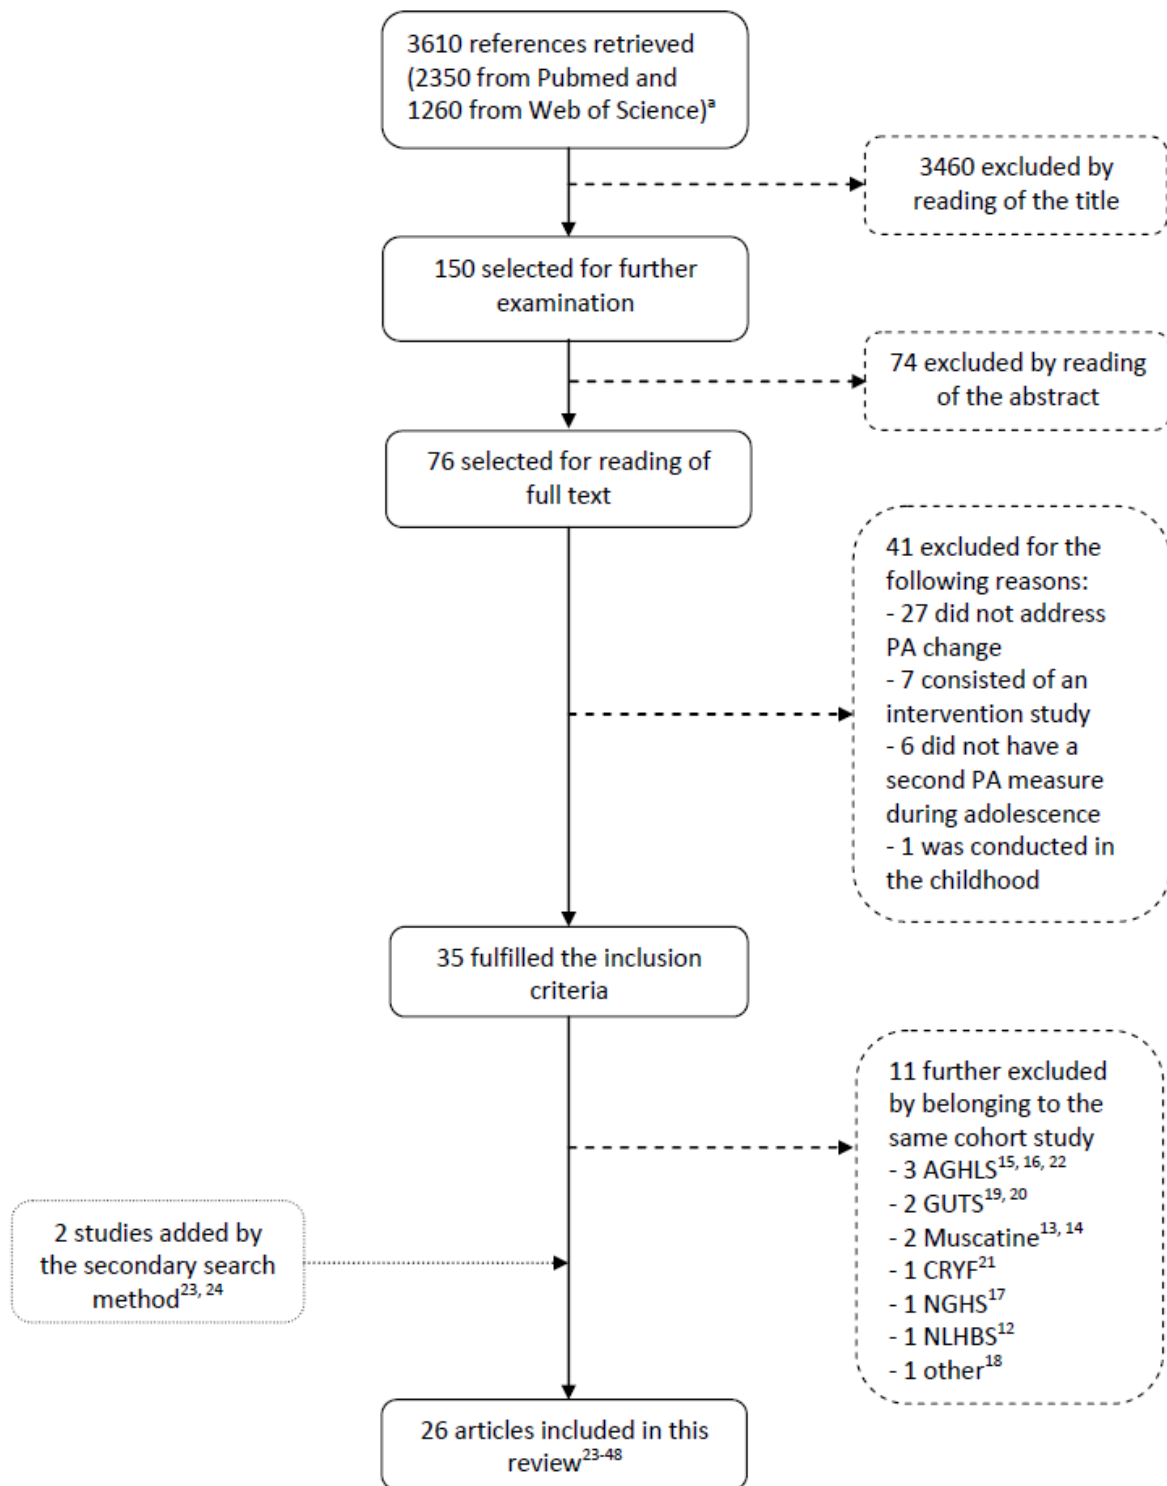 3610 references retrieved
(2350 from Pubmed and
1260 from Web of Science)ª
3460 excluded by
reading of the title
150 selected for further
examination
74 excluded by reading
of the abstract
76 selected for reading of
full text
41 excluded for the
following reasons:
- 27 did not address
PA change
- 7 consisted of an
intervention study
- 6 did not have a
second PA measure
during adolescence
- 1 was conducted in
the childhood
35 fulfilled the inclusion
criteria
11 further excluded
by belonging to the
same cohort study
- 3 AGHLS15, 16, 22
- 2 GUTS19, 20
- 2 Muscatine13, 14
- 1 CRYF21
- 1 NGHS17
- 1 NLHBS12
- 1 other18
2 studies added by
the secondary search
method23, 24
26 articles included in this
review23-48